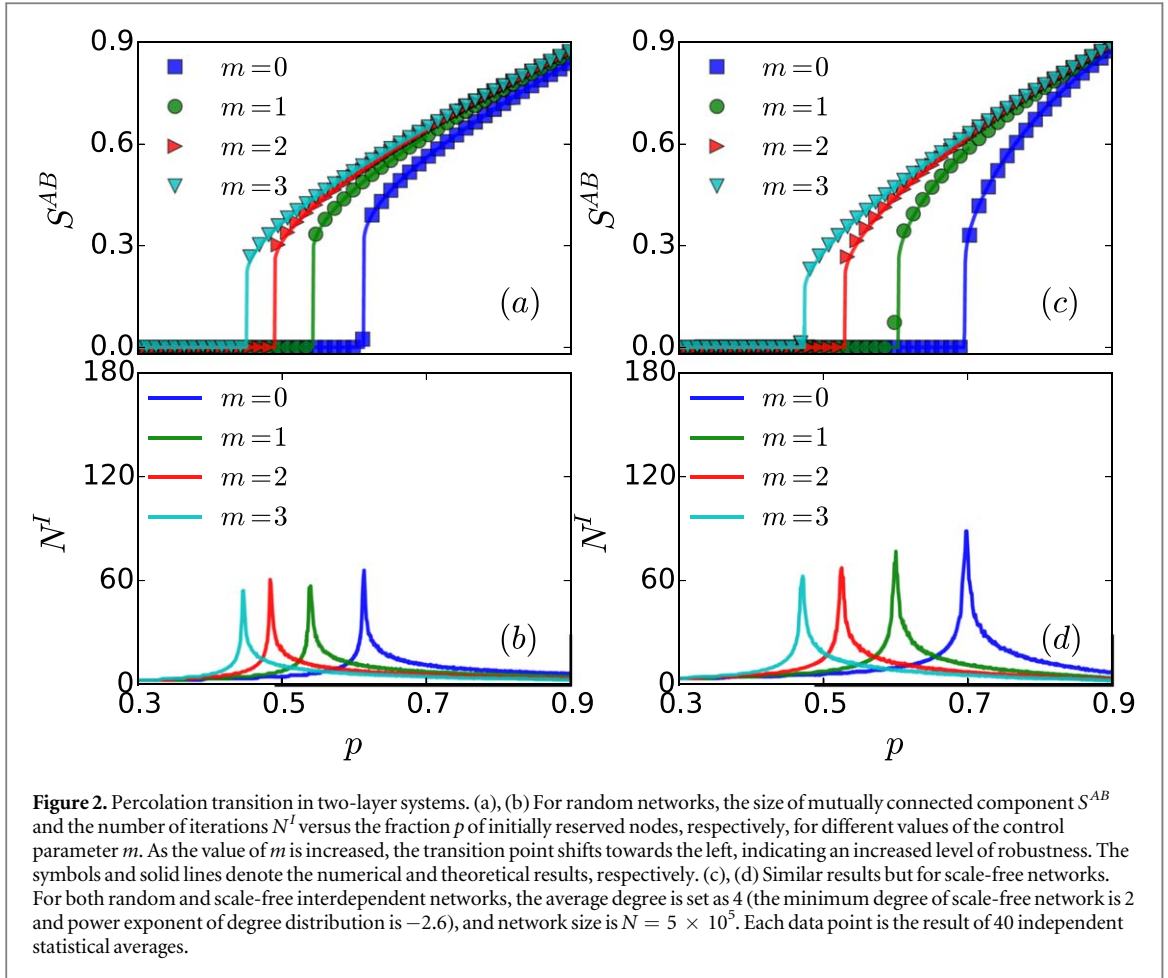 0.9
0.6
0.3
0.0
S^{AB}
m=0
m=1
m=2
m=3
(a)
0.9
0.6
0.3
0.0
S^{AB}
m=0
m=1
m=2
m=3
(c)
180
120
60
0
N^I
m=0
m=1
m=2
m=3
(b)
0.3 0.5 0.7 0.9
p
180
120
60
0
N^I
m=0
m=1
m=2
m=3
(d)
0.3 0.5 0.7 0.9
p
Figure 2. Percolation transition in two-layer systems. (a), (b) For random networks, the size of mutually connected component S^{AB}
and the number of iterations N^I versus the fraction p of initially reserved nodes, respectively, for different values of the control
parameter m. As the value of m is increased, the transition point shifts towards the left, indicating an increased level of robustness. The
symbols and solid lines denote the numerical and theoretical results, respectively. (c), (d) Similar results but for scale-free networks.
For both random and scale-free interdependent networks, the average degree is set as 4 (the minimum degree of scale-free network is 2
and power exponent of degree distribution is −2.6), and network size is N = 5 × 10^5. Each data point is the result of 40 independent
statistical averages.